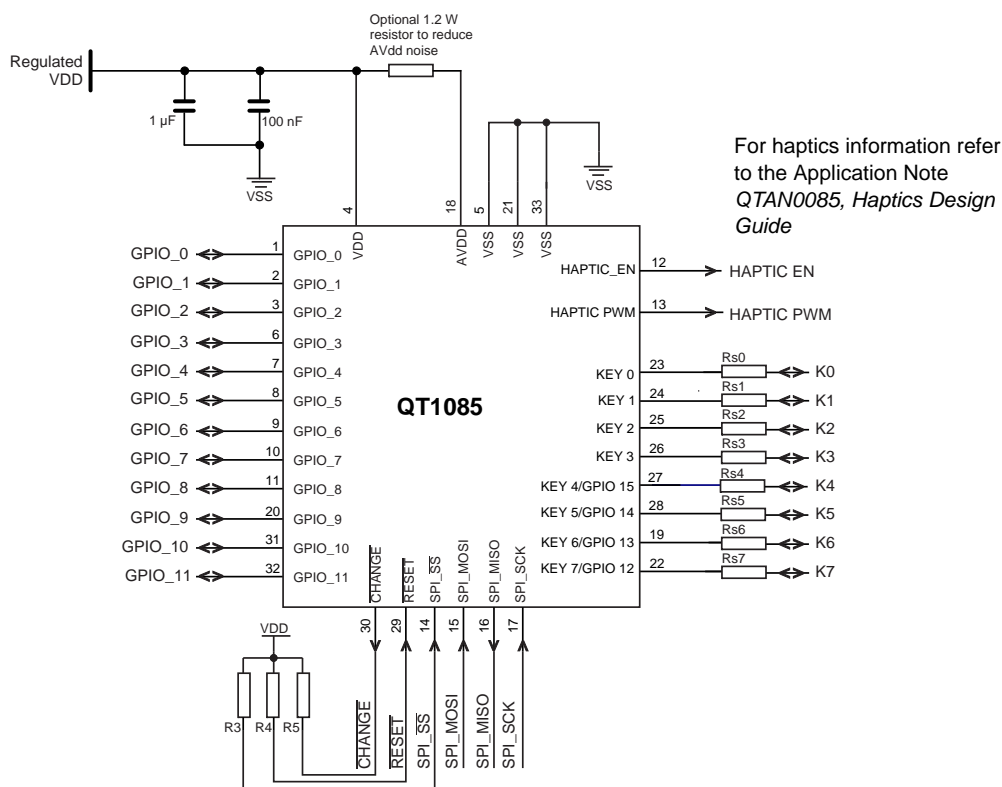 Optional 1.2 W
resistor to reduce
AVdd noise
Regulated
VDD
1 µF
100 nF
VSS
VSS
For haptics information refer
to the Application Note
QTAN0085, Haptics Design
Guide
4
18
5
21
33
VDD
AVDD
VSS
VSS
VSS
GPIO_0
1
GPIO_0
GPIO_1
2
GPIO_1
GPIO_2
3
GPIO_2
GPIO_3
6
GPIO_3
GPIO_4
7
GPIO_4
GPIO_5
8
GPIO_5
GPIO_6
9
GPIO_6
GPIO_7
10
GPIO_7
GPIO_8
11
GPIO_8
GPIO_9
20
GPIO_9
GPIO_10
31
GPIO_10
GPIO_11
32
GPIO_11
QT1085
HAPTIC_EN
12
HAPTIC EN
HAPTIC PWM
13
HAPTIC PWM
KEY 0
23
Rs0
K0
KEY 1
24
Rs1
K1
KEY 2
25
Rs2
K2
KEY 3
26
Rs3
K3
KEY 4/GPIO 15
27
Rs4
K4
KEY 5/GPIO 14
28
Rs5
K5
KEY 6/GPIO 13
19
Rs6
K6
KEY 7/GPIO 12
22
Rs7
K7
CHANGE
RESET
SPI_SS
SPI_MOSI
SPI_MISO
SPI_SCK
30
29
14
15
16
17
VDD
R3
R4
R5
CHANGE
RESET
SPI_SS
SPI_MOSI
SPI_MISO
SPI_SCK